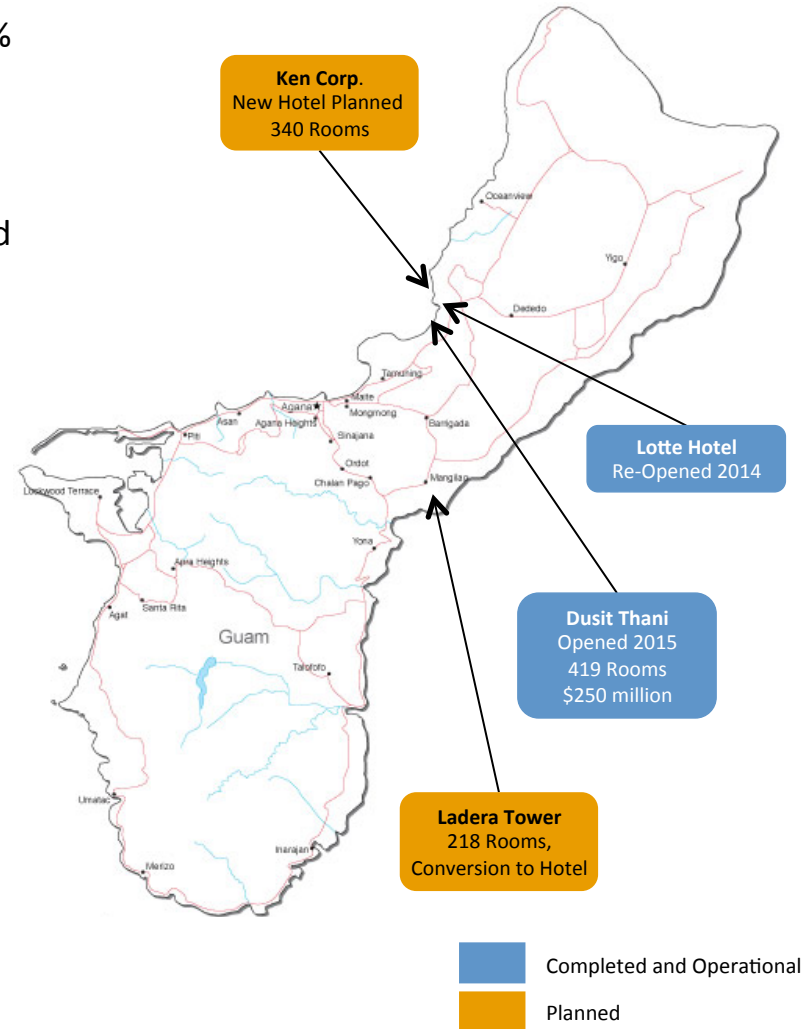 %
d
Ken Corp.
New Hotel Planned
340 Rooms
Oceanview
Yigo
Dededo
Tamuning
Maite
Agana
Mongmong
Asan
Agana Heights
Barrigada
Piti
Sinajana
Lotte Hotel
Re-Opened 2014
Ordot
Chalan Pago
Mangilao
Lockwood Terrace
Yona
Apra Heights
Santa Rita
Agat
Dusit Thani
Opened 2015
419 Rooms
$250 million
Guam
Talofofo
Umatac
Ladera Tower
218 Rooms,
Conversion to Hotel
Inarajan
Merizo
Completed and Operational
Planned